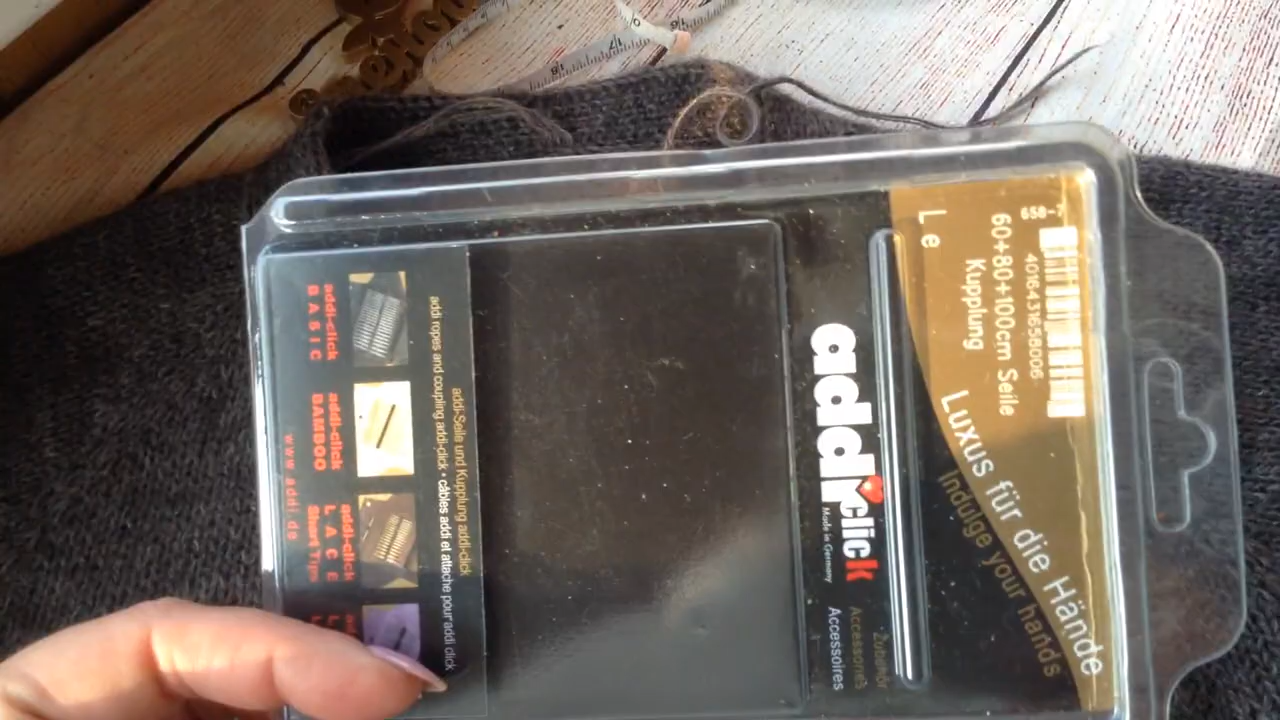 658-7
4016431658006
60+80+100cm Seile
Kupplung
Le
Luxus für die Hände
Indulge your hands
addi click
Made in Germany
Zubehör
Accessories
Accessoires
addi-Seile und Kupplung addi-click
addi ropes and coupling addi-click • câbles addi et attache pour addi click
addi-click
BASIC
addi-click
BAMBOO
addi-click
LACE
Short Tips
www.addi.de